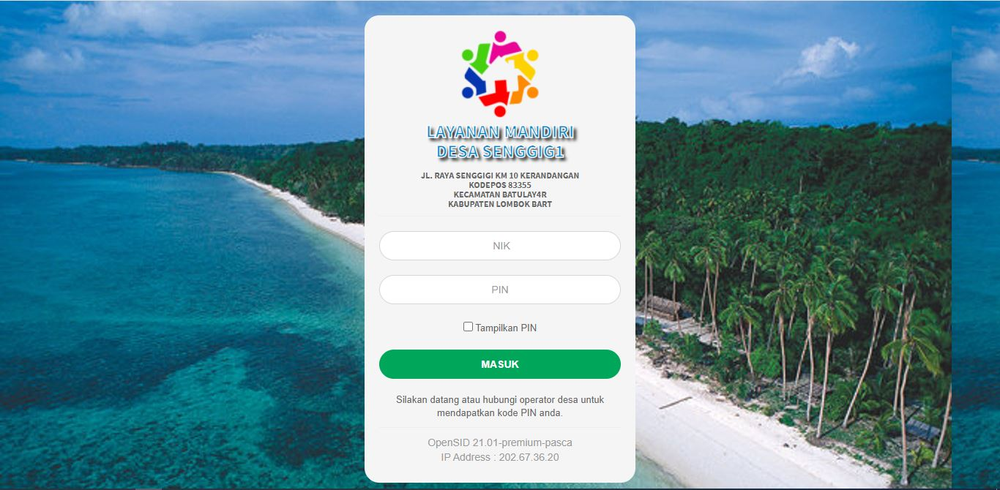 LAYANAN MANDIRI
DESA SENGGIG1
JL. RAYA SENGGIGI KM 10 KERANDANGAN
KODEPOS 83355
KECAMATAN BATULAY4R
KABUPATEN LOMBOK BART
NIK
PIN
Tampilkan PIN
MASUK
Silakan datang atau hubungi operator desa untuk
mendapatkan kode PIN anda.
OpenSID 21.01-premium-pasca
IP Address : 202.67.36.20